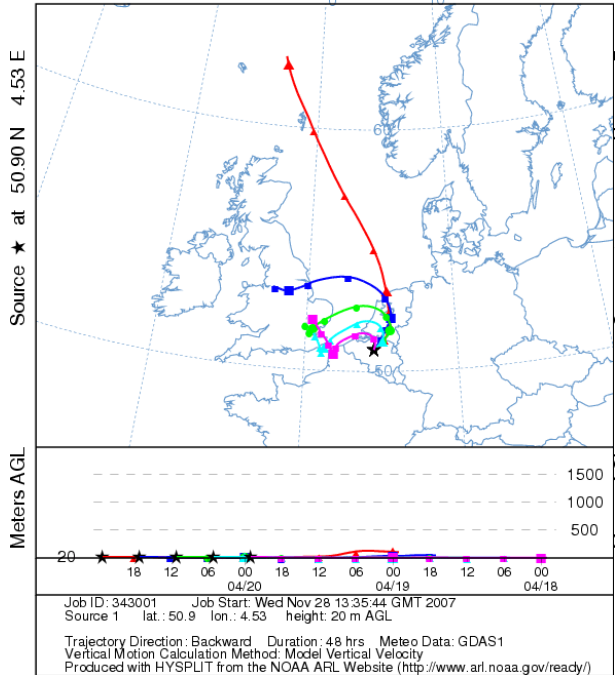 0
10
60
50
Source ★ at 50.90 N 4.53 E
Meters AGL
1500
1000
500
20
18 12 06 00 18 12 06 00 18 12 06 00
04/20 04/19 04/18
Job ID: 343001 Job Start: Wed Nov 28 13:35:44 GMT 2007
Source 1 lat.: 50.9 lon.: 4.53 height: 20 m AGL
Trajectory Direction: Backward Duration: 48 hrs Meteo Data: GDAS1
Vertical Motion Calculation Method: Model Vertical Velocity
Produced with HYSPLIT from the NOAA ARL Website (http://www.arl.noaa.gov/ready/)